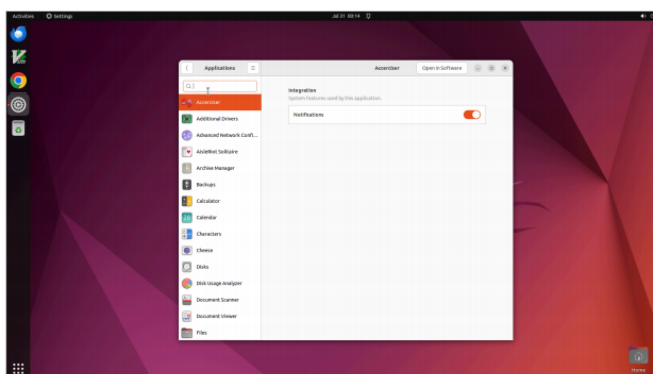 Activities Settings Jul 31 00:14
Applications Accerciser Open in Software
Integration
System features used by this application.
Accerciser
Notifications
Additional Drivers
Advanced Network Confi...
AisleRiot Solitaire
Archive Manager
Backups
Calculator
Calendar
Characters
Cheese
Disks
Disk Usage Analyzer
Document Scanner
Document Viewer
Files
Home